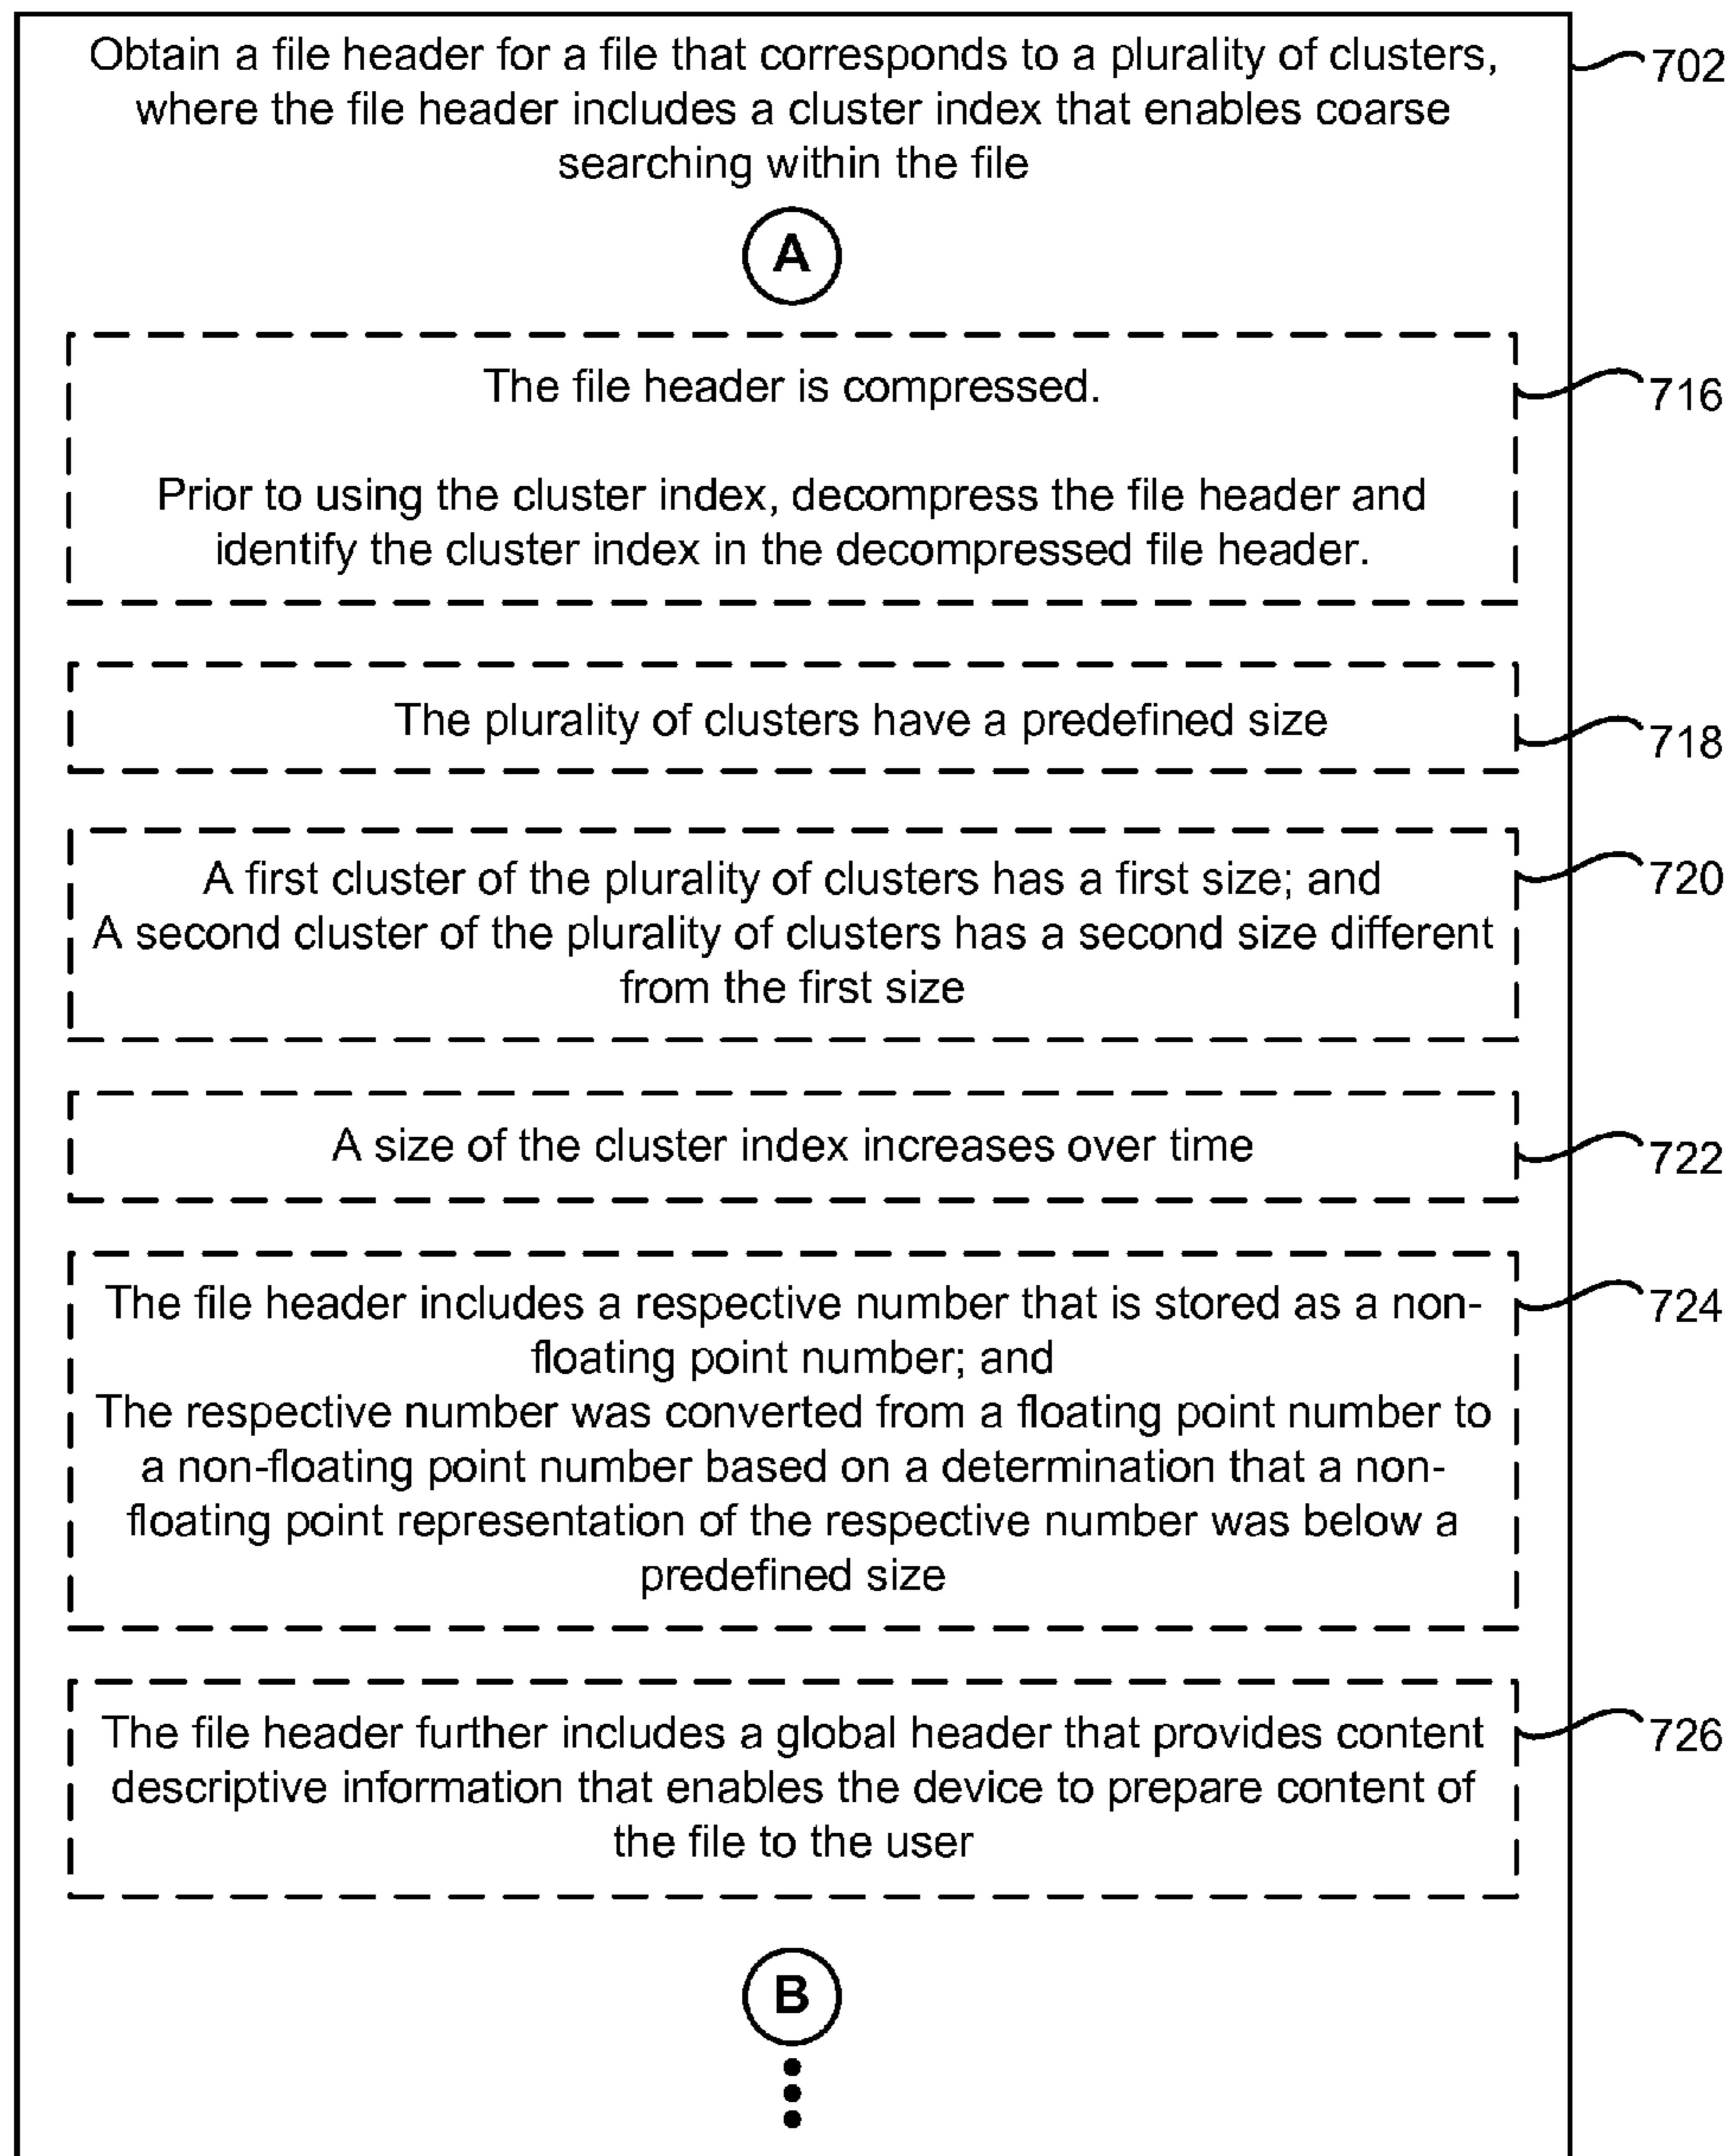 Obtain a file header for a file that corresponds to a plurality of clusters,
where the file header includes a cluster index that enables coarse
searching within the file
702
A
The file header is compressed.
716
Prior to using the cluster index, decompress the file header and
identify the cluster index in the decompressed file header.
The plurality of clusters have a predefined size
718
A first cluster of the plurality of clusters has a first size; and
720
A second cluster of the plurality of clusters has a second size different
from the first size
A size of the cluster index increases over time
722
The file header includes a respective number that is stored as a non-
724
floating point number; and
The respective number was converted from a floating point number to
a non-floating point number based on a determination that a non-
floating point representation of the respective number was below a
predefined size
The file header further includes a global header that provides content
726
descriptive information that enables the device to prepare content of
the file to the user
B